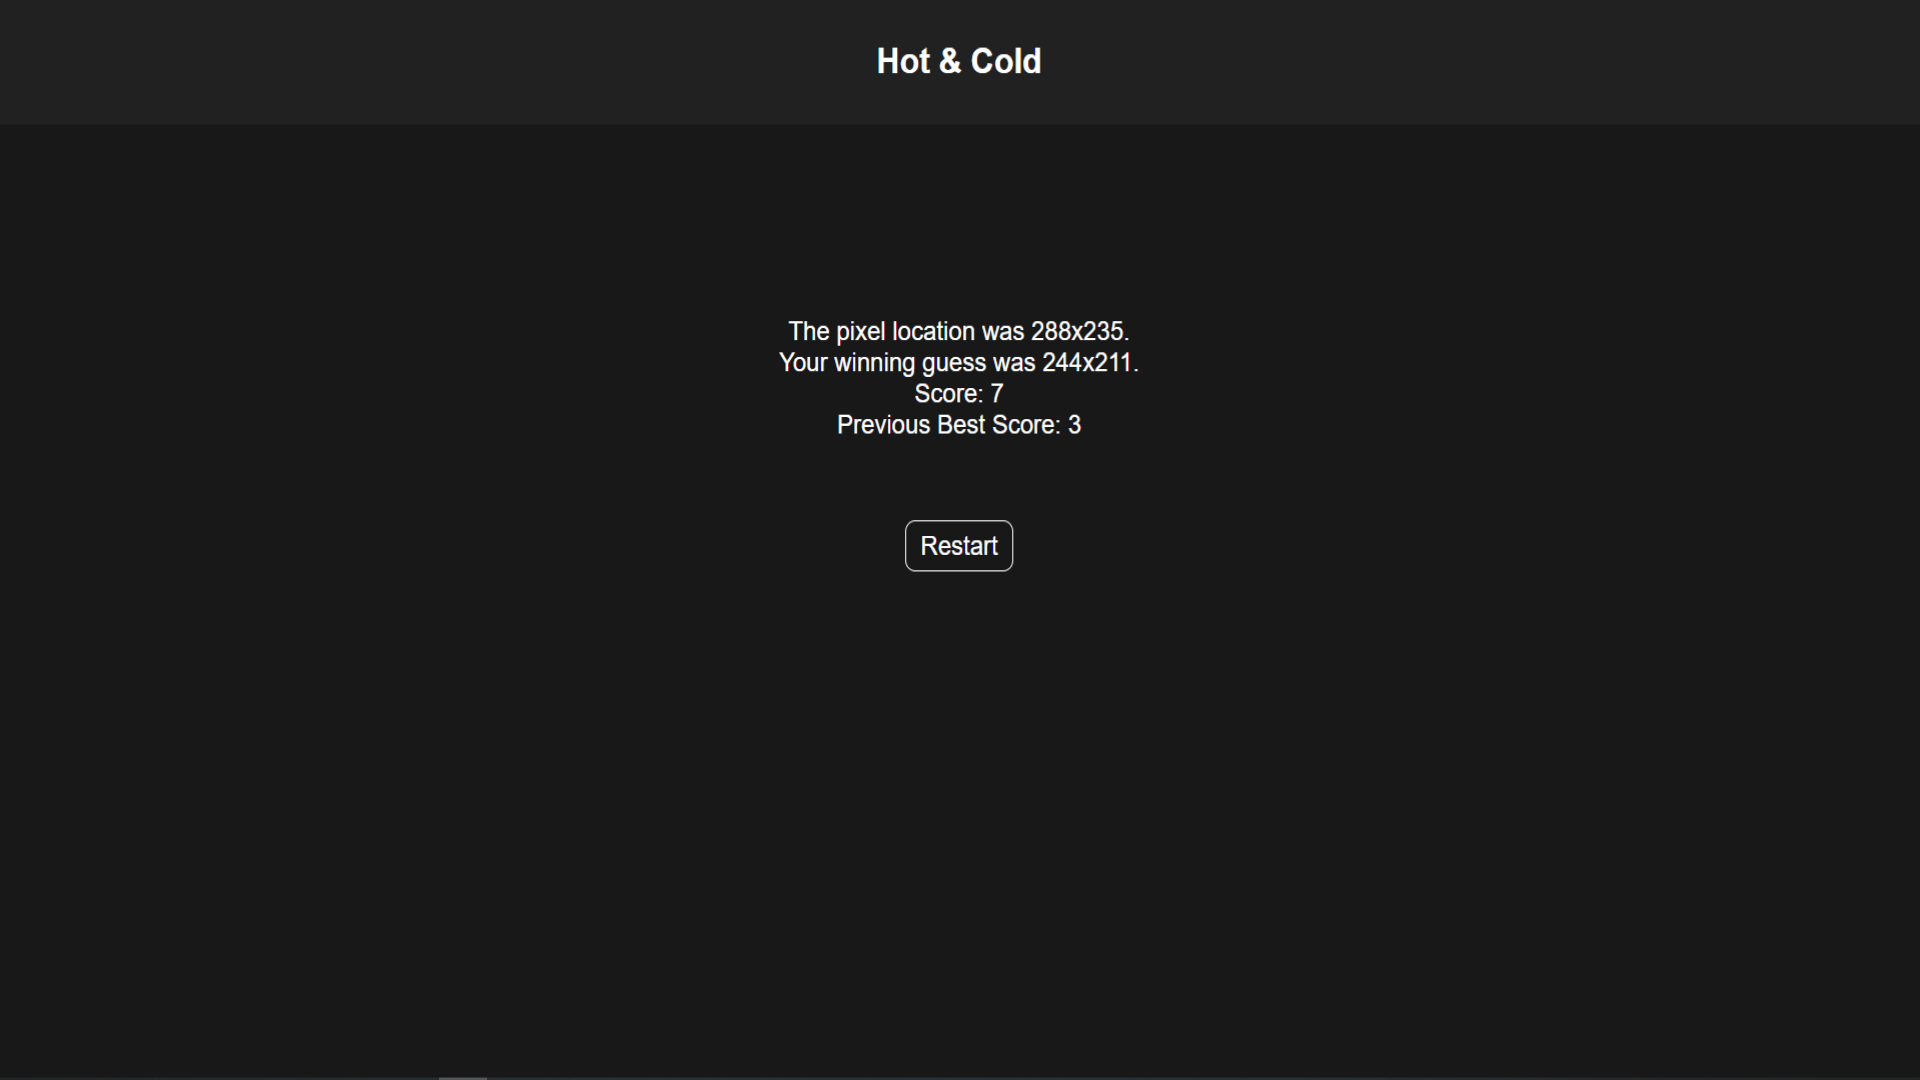 Hot & Cold
The pixel location was 288x235.
Your winning guess was 244x211.
Score: 7
Previous Best Score: 3
Restart